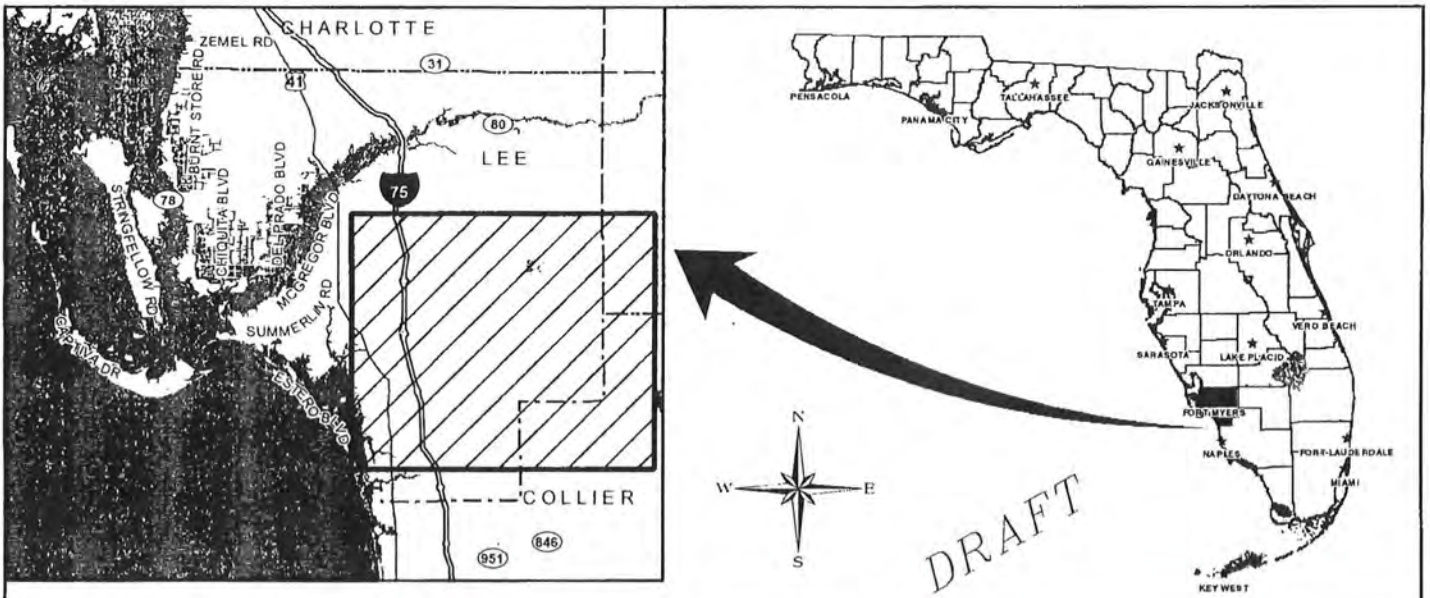 CHARLOTTE
ZEMEL RD
31
41
BURNT STORE RD
80
LEE
75
STRINGFELLOW RD
78
CHIQUITA BLVD
DEL PRADO BLVD
MCGREGOR BLVD
SUMMERLIN RD
CAPTIVA DR
ESTERO BLVD
COLLIER
951
846
PENSACOLA
TALLAHASSEE
JACKSONVILLE
PANAMA CITY
GAINESVILLE
DAYTONA BEACH
ORLANDO
TAMPA
VERO BEACH
SARASOTA
LAKE PLACID
FORT MYERS
NAPLES
FORT LAUDERDALE
MIAMI
KEY WEST
N
W
E
S
DRAFT